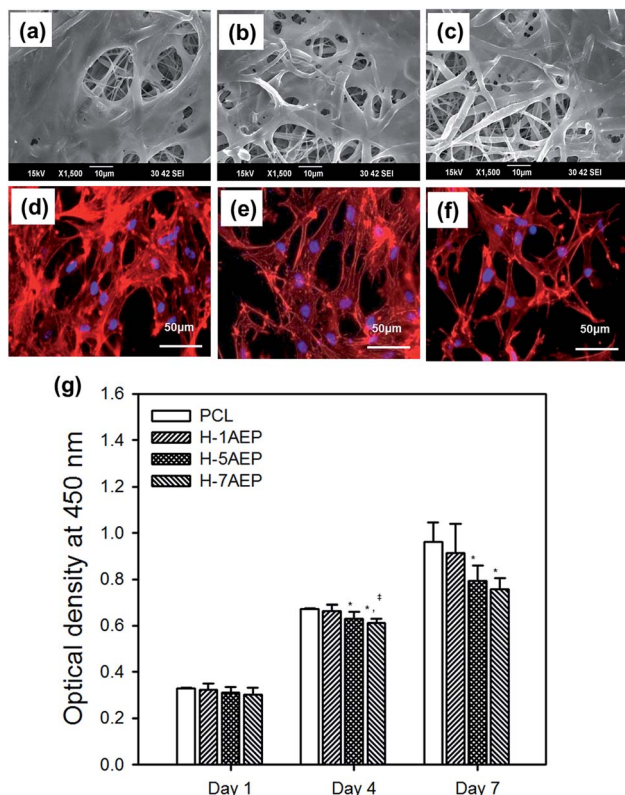 (a)
(b)
(c)
15kV X1,500 10μm 30 42 SEI
15kV X1,500 10μm 30 42 SEI
15kV X1,500 10μm 30 42 SEI
(d)
(e)
(f)
50μm
50μm
50μm
(g)
Optical density at 450 nm
1.6
1.4
1.2
1.0
0.8
0.6
0.4
0.2
0.0
PCL
H-1AEP
H-5AEP
H-7AEP
*
*, ‡
*
*
Day 1
Day 4
Day 7